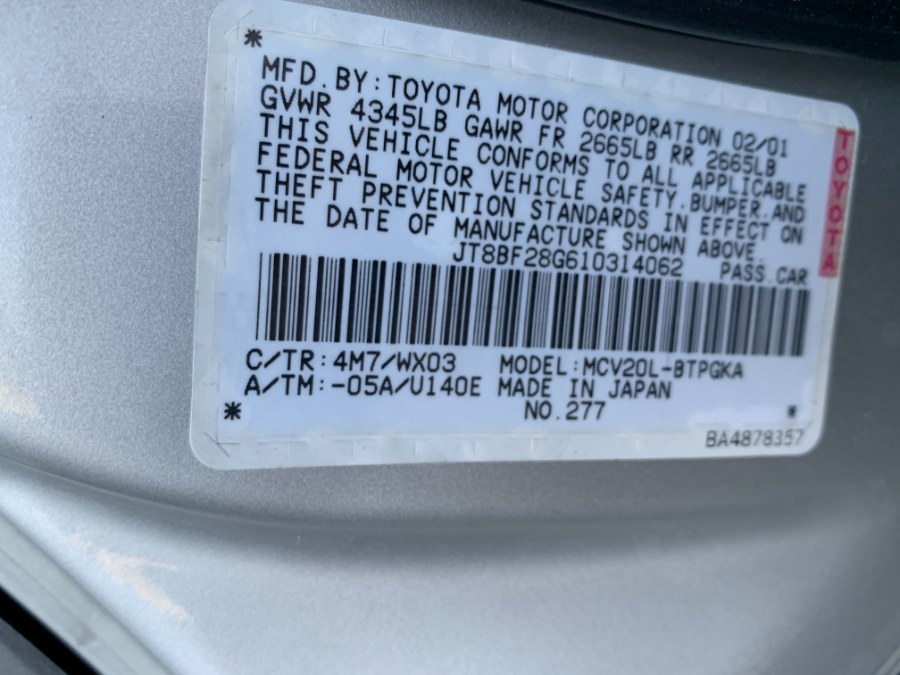 MFD. BY: TOYOTA MOTOR CORPORATION 02/01
GVWR 4345LB GAWR FR 2665LB RR 2665LB
THIS VEHICLE CONFORMS TO ALL APPLICABLE
FEDERAL MOTOR VEHICLE SAFETY, BUMPER, AND
THEFT PREVENTION STANDARDS IN EFFECT ON
THE DATE OF MANUFACTURE SHOWN ABOVE.
JT8BF28G610314062 PASS. CAR
C/TR: 4M7/WX03 MODEL: MCV20L-BTPGKA
A/TM: -05A/U140E MADE IN JAPAN
NO. 277
BA4878357
TOYOTA